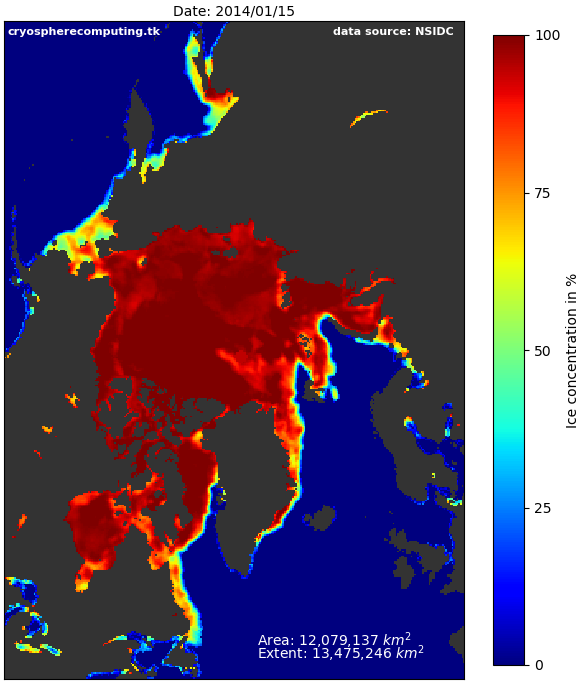 Date: 2014/01/15
cryospherecomputing.tk
data source: NSIDC
100
75
50
25
0
Ice concentration in %
Area: 12,079,137 km²
Extent: 13,475,246 km²